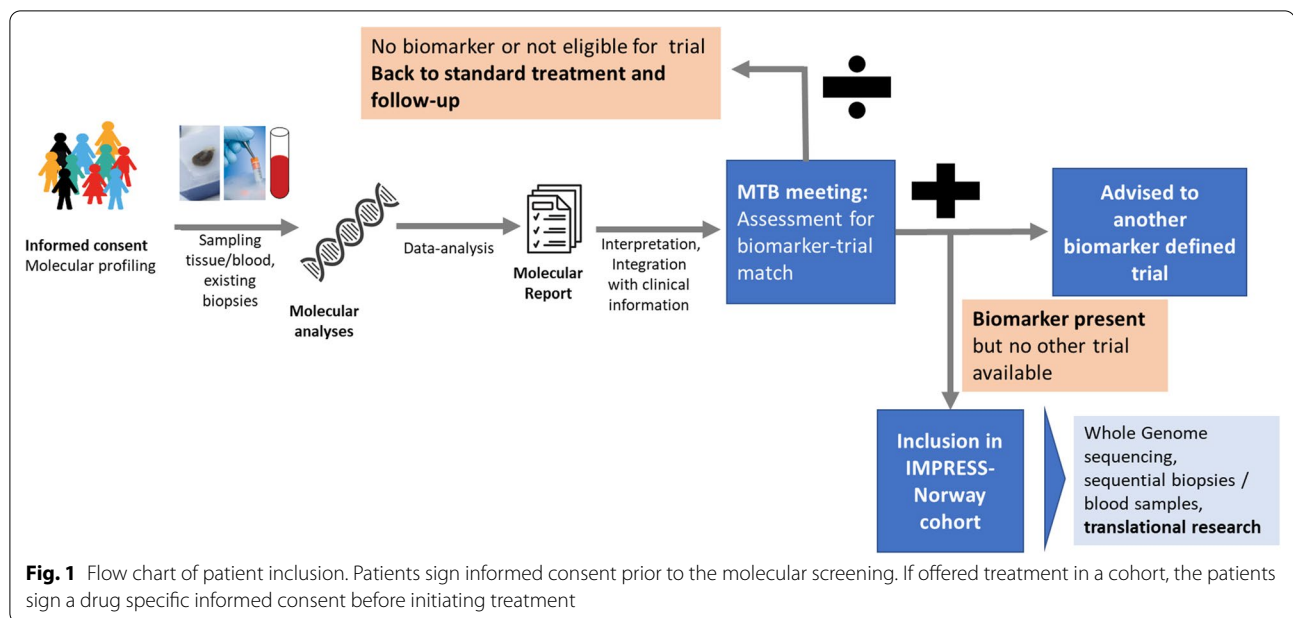 No biomarker or not eligible for trial
Back to standard treatment and
follow-up
Informed consent
Molecular profiling
Sampling
tissue/blood,
existing
biopsies
Molecular
analyses
Data-analysis
Molecular
Report
Interpretation,
Integration
with clinical
information
MTB meeting:
Assessment for
biomarker-trial
match
Advised to
another
biomarker defined
trial
Biomarker present
but no other trial
available
Inclusion in
IMPRESS-
Norway
cohort
Whole Genome
sequencing,
sequential biopsies /
blood samples,
translational research
Fig. 1 Flow chart of patient inclusion. Patients sign informed consent prior to the molecular screening. If offered treatment in a cohort, the patients
sign a drug specific informed consent before initiating treatment